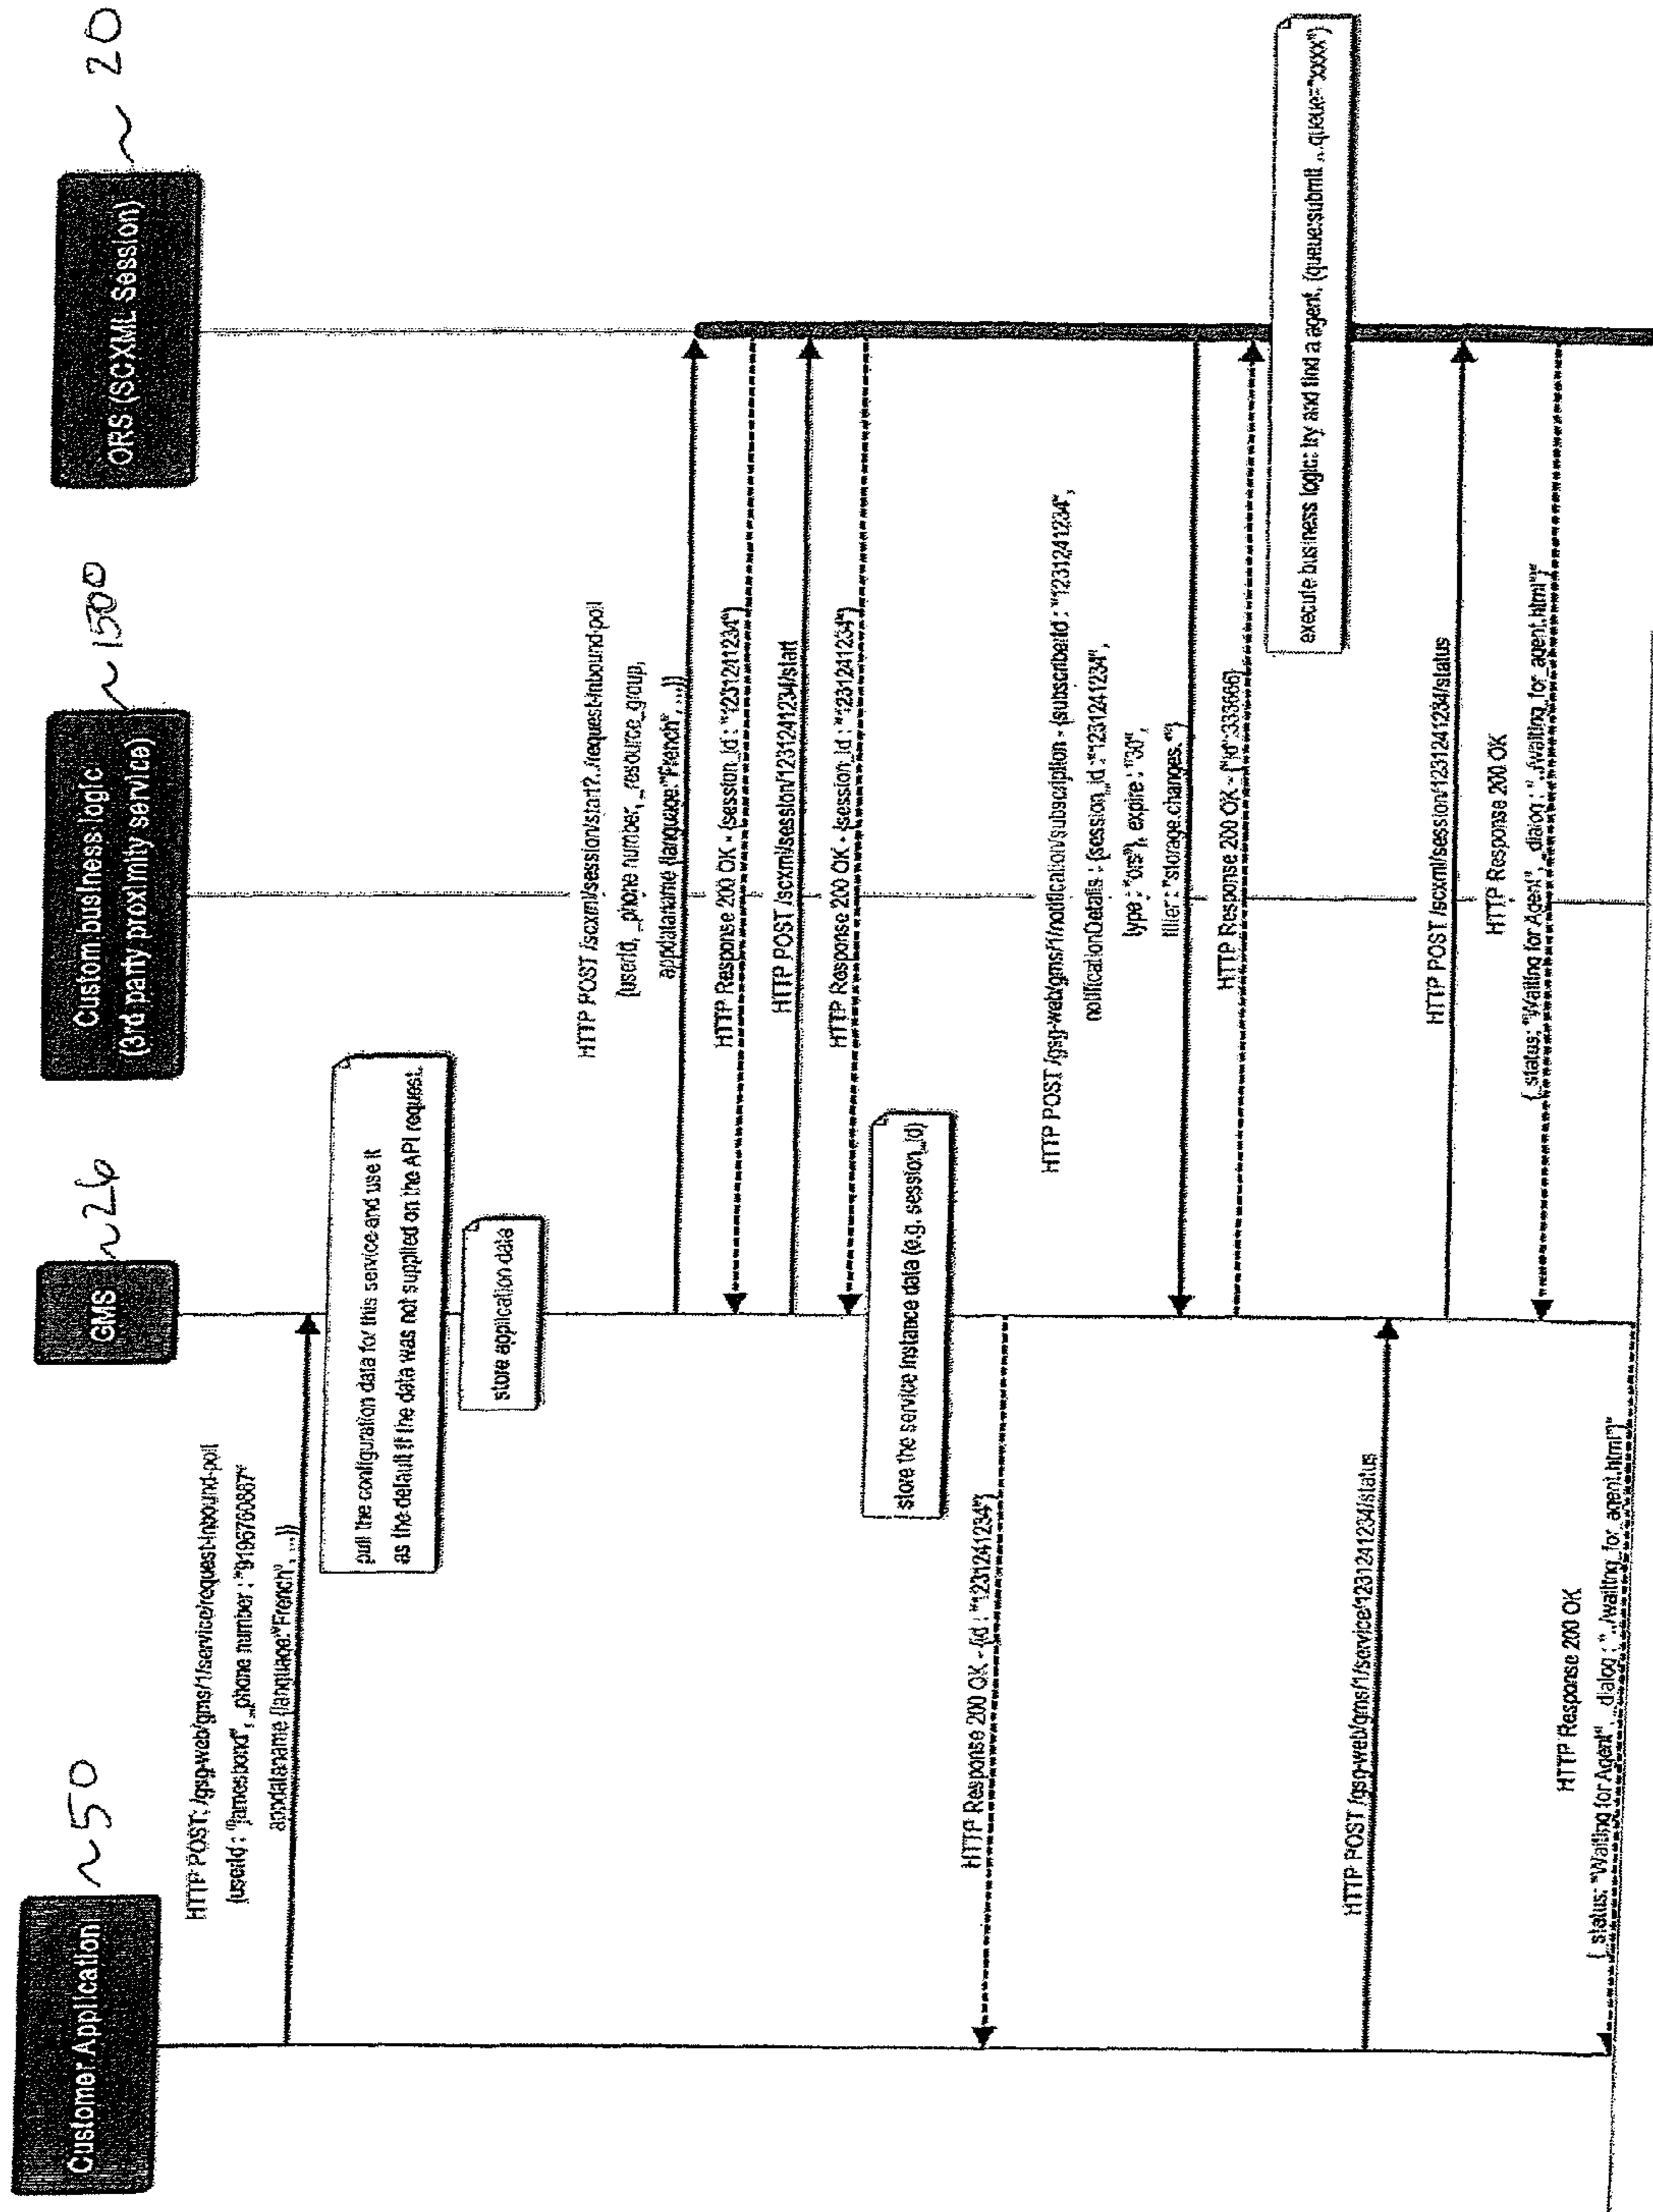 Customer Application
~50
GMS
~26
Custom business logic
(3rd party proximity service)
~1500
ORS (SCXML Session)
~20
HTTP POST: /gsg-web/gms/1/service/request-inbound-poll
{userid : "jamesbond", _phone number : "9196760887"
appdataname {language:"French", ...}}
pull the configuration data for this service and use it
as the default if the data was not supplied on the API request.
store application data
HTTP POST /scxml/session/start?../request-inbound-poll
{userid, _phone number, _resource_group,
appdataname {language:"French", ...}}
HTTP Response 200 OK - {session_id : "1231241234"}
HTTP POST /scxml/session/1231241234/start
HTTP Response 200 OK - {session_id : "1231241234"}
store the service instance data (e.g. session_id)
HTTP Response 200 OK - {id : "1231241234"}
HTTP POST /gsg-web/gms/1/notification/subscription - {subscriberId : "1231241234",
notificationDetails : {session_id :"1231241234",
type : "ors"}, expire : "30",
filter : "storage.changes.*"}
HTTP Response 200 OK - {"id":333666}
execute business logic: try and find a agent. (queue:submit ...queue="xxxx")
HTTP POST /gsg-web/gms/1/service/1231241234/status
HTTP POST /scxml/session/1231241234/status
HTTP Response 200 OK
{_status: "Waiting for Agent", _dialog : "../waiting_for_agent.html"}"
HTTP Response 200 OK
{_status: "Waiting for Agent", _dialog : "../waiting_for_agent.html"}"